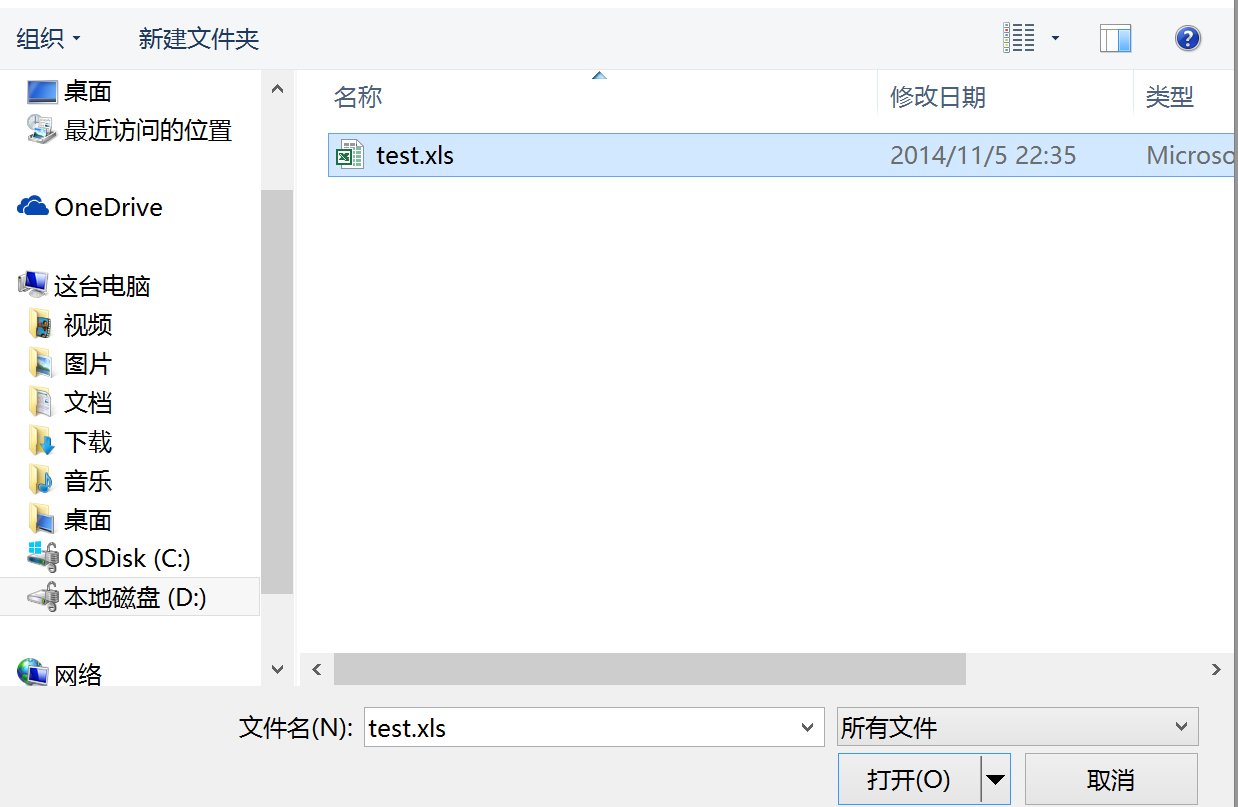 组织 新建文件夹
桌面
最近访问的位置
OneDrive
这台电脑
视频
图片
文档
下载
音乐
桌面
OSDisk (C:)
本地磁盘 (D:)
网络
名称 修改日期 类型
test.xls 2014/11/5 22:35 Microso
文件名(N): test.xls 所有文件
打开(O) 取消